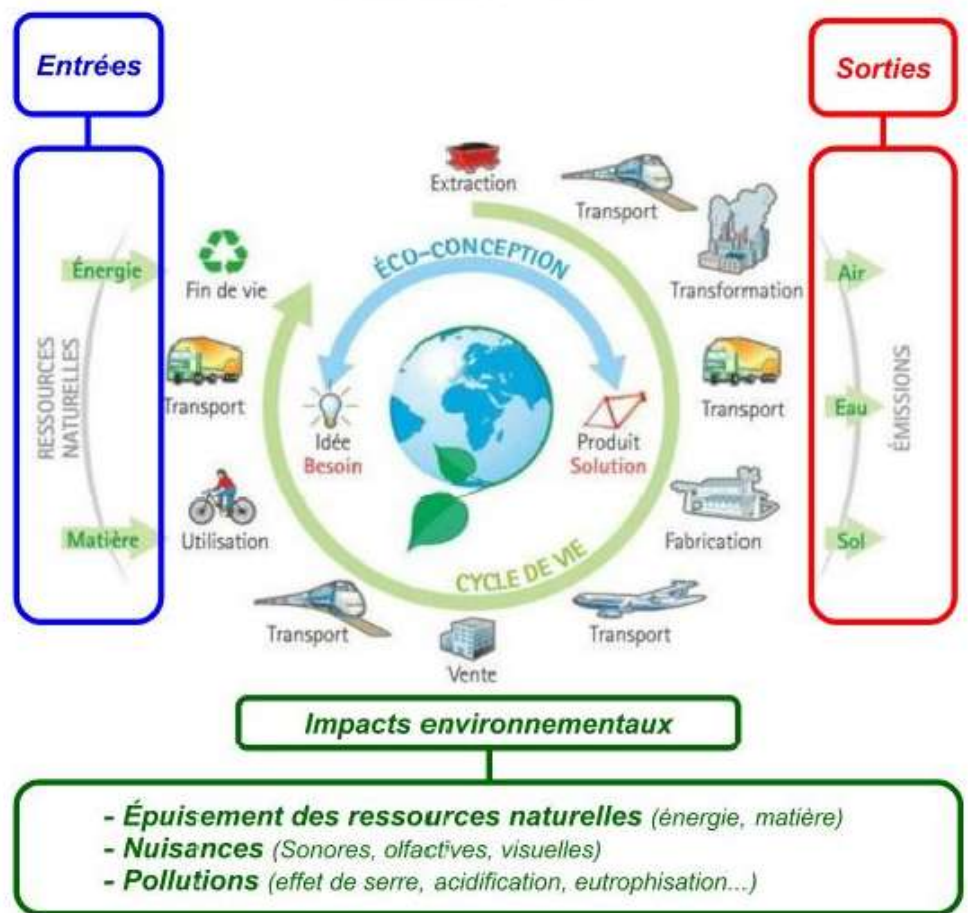 Entrées
Sorties
Extraction
Transport
ÉCO-CONCEPTION
Énergie
Fin de vie
Transformation
Air
RESSOURCES
NATURELLES
Transport
Idée
Besoin
Produit
Solution
Transport
Eau
ÉMISSIONS
Matière
Utilisation
Fabrication
Sol
CYCLE DE VIE
Transport
Transport
Vente
Impacts environnementaux
- Épuisement des ressources naturelles (énergie, matière)
- Nuisances (Sonores, olfactives, visuelles)
- Pollutions (effet de serre, acidification, eutrophisation...)